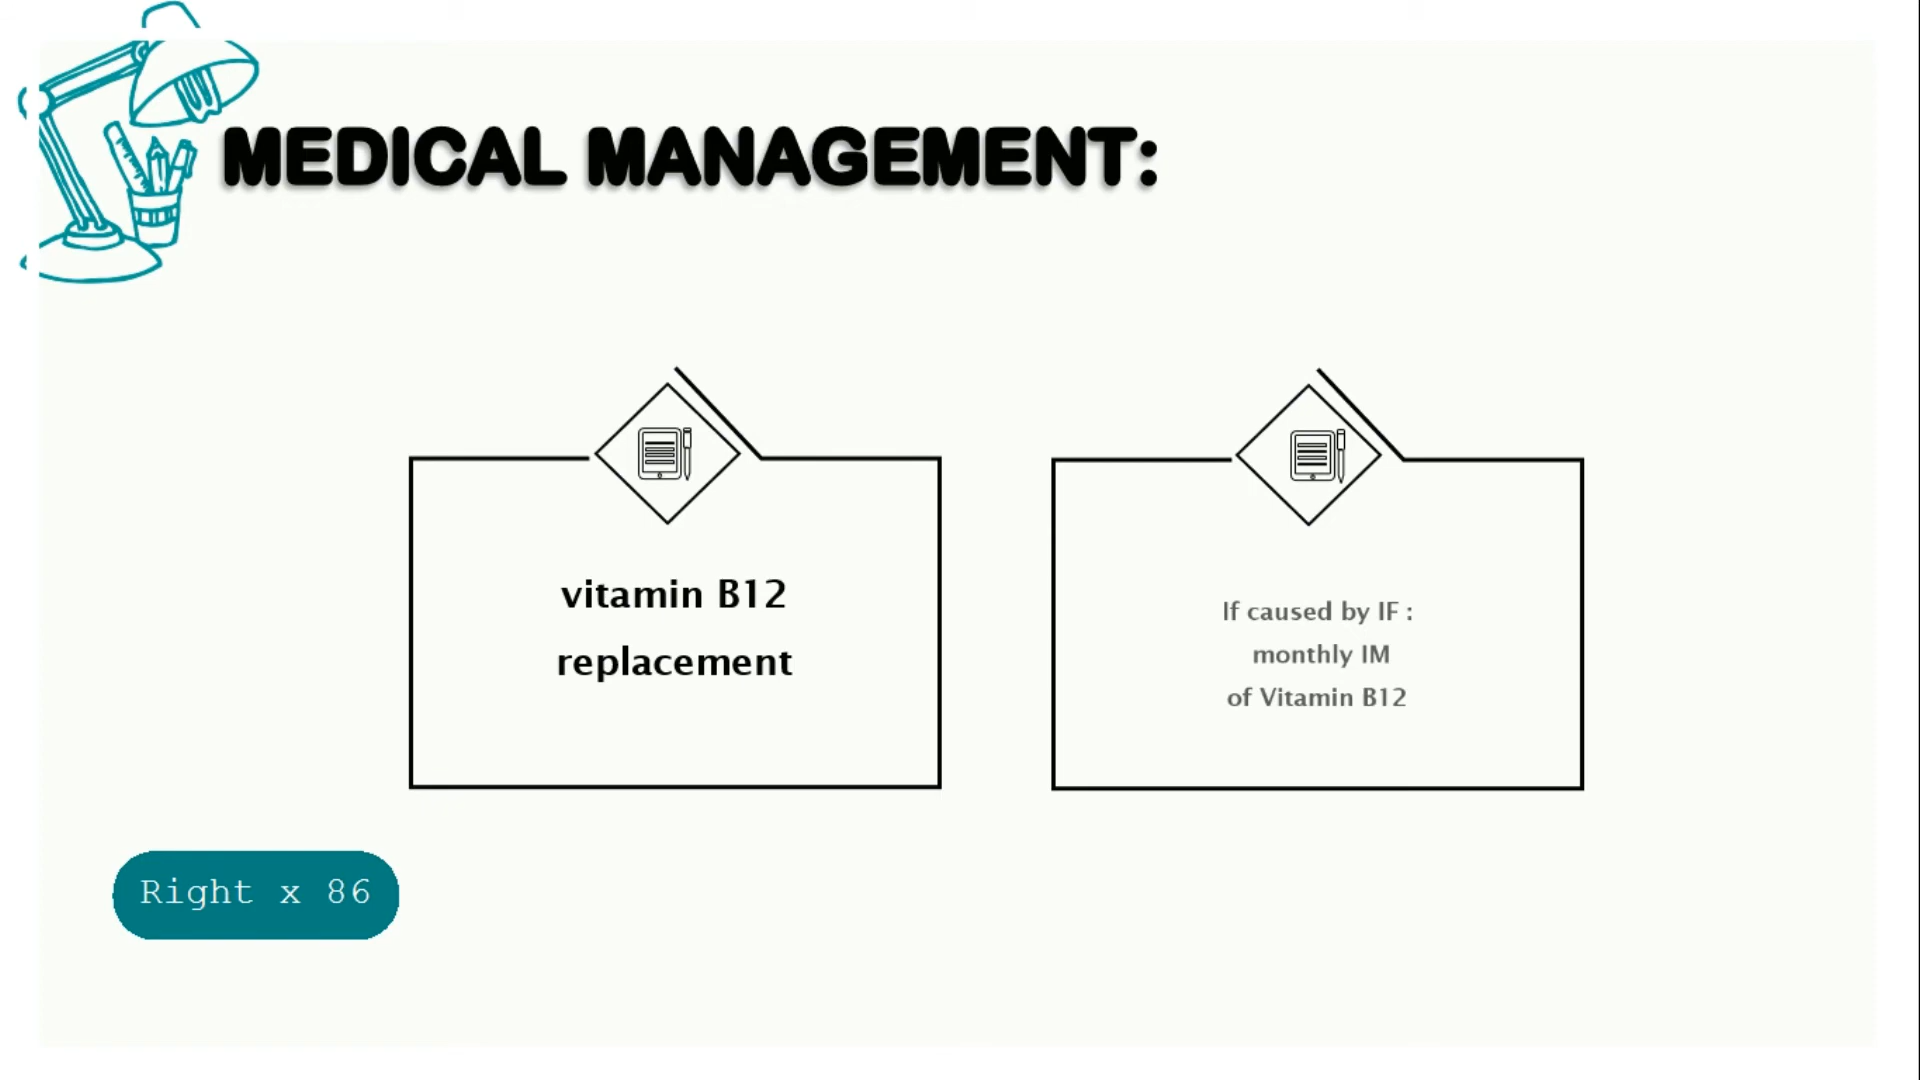 MEDICAL MANAGEMENT:
vitamin B12
replacement
If caused by IF :
monthly IM
of Vitamin B12
Right x 86